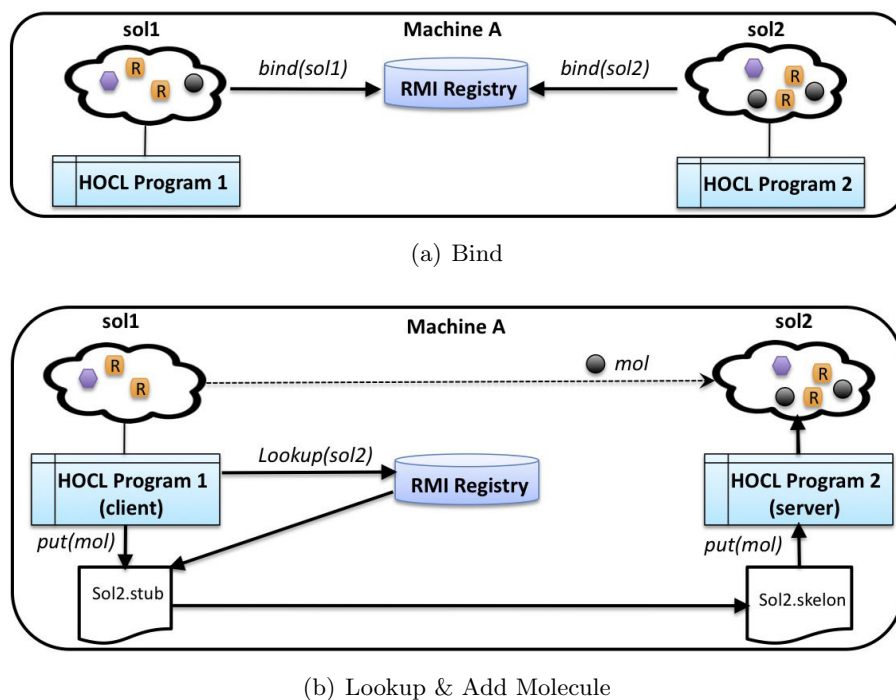 sol1 Machine A sol2
R R R R
bind(sol1) RMI Registry bind(sol2)
HOCL Program 1 HOCL Program 2
(a) Bind
sol1 Machine A sol2
R R mol R R
HOCL Program 1 (client) Lookup(sol2) RMI Registry HOCL Program 2 (server)
put(mol) put(mol)
Sol2.stub Sol2.skelon
(b) Lookup & Add Molecule